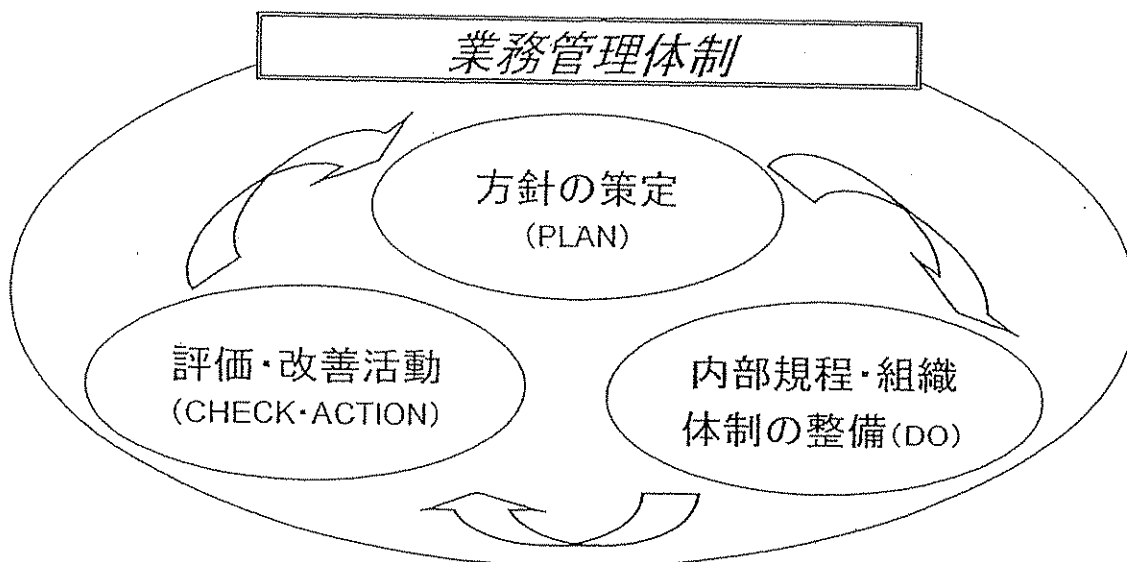 業務管理体制
方針の策定
(PLAN)
評価・改善活動
(CHECK・ACTION)
内部規程・組織
体制の整備(DO)